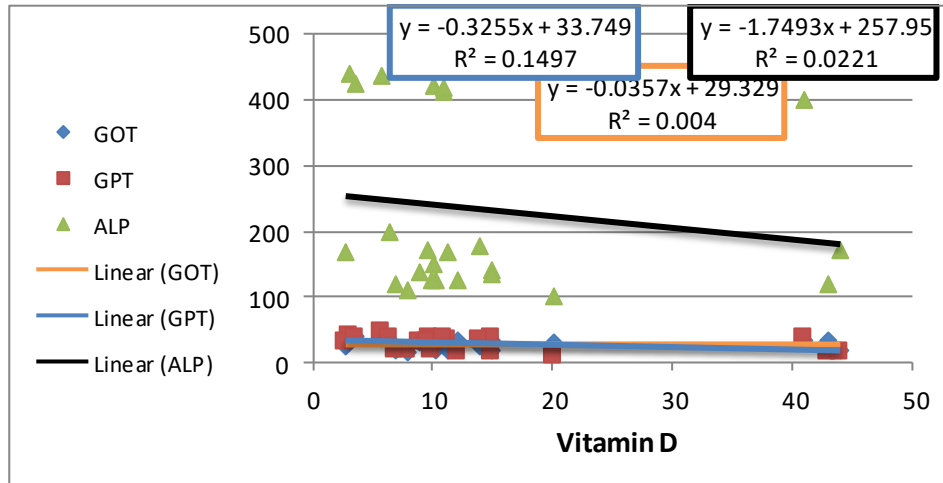 y = -0.3255x + 33.749
R² = 0.1497
y = -1.7493x + 257.95
R² = 0.0221
y = -0.0357x + 29.329
R² = 0.004
500
400
300
200
100
0
GOT
GPT
ALP
Linear (GOT)
Linear (GPT)
Linear (ALP)
0 10 20 30 40 50
Vitamin D